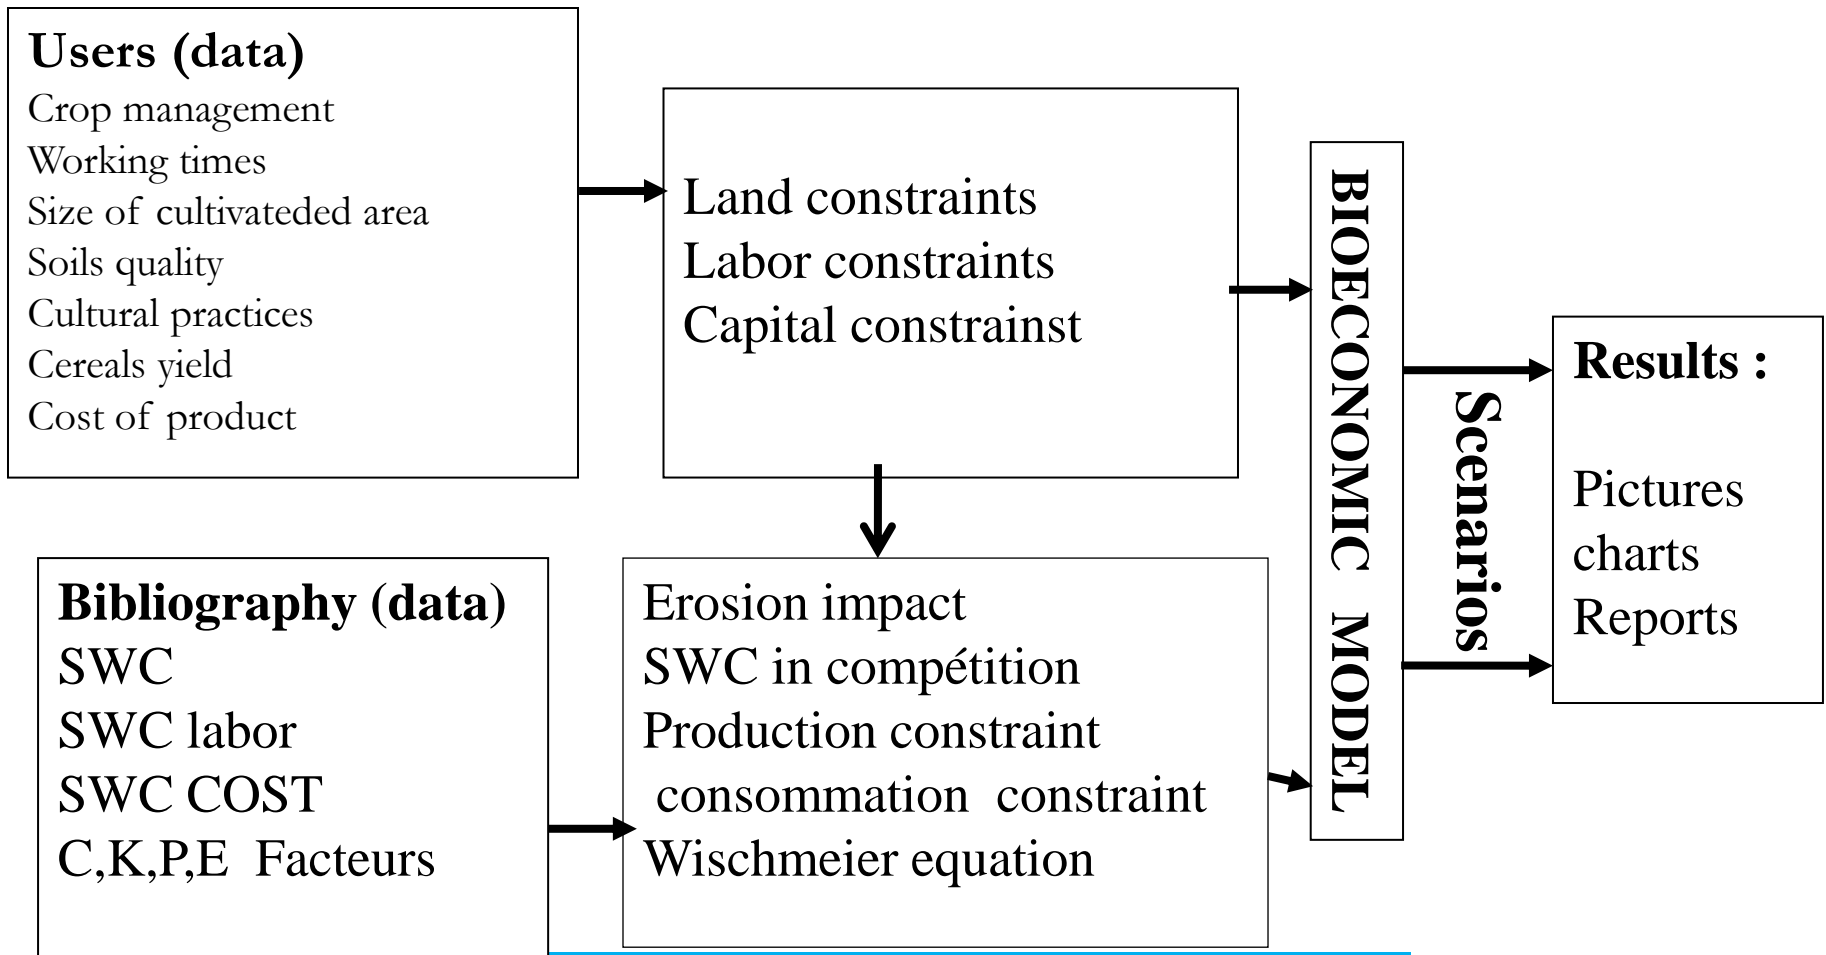 Users (data)
Crop management
Working times
Size of cultivateded area
Soils quality
Cultural practices
Cereals yield
Cost of product
Land constraints
Labor constraints
Capital constrainst
Bibliography (data)
SWC
SWC labor
SWC COST
C,K,P,E Facteurs
Erosion impact
SWC in compétition
Production constraint
consommation constraint
Wischmeier equation
BIOECONOMIC MODEL
Scenarios
Results :
Pictures
charts
Reports